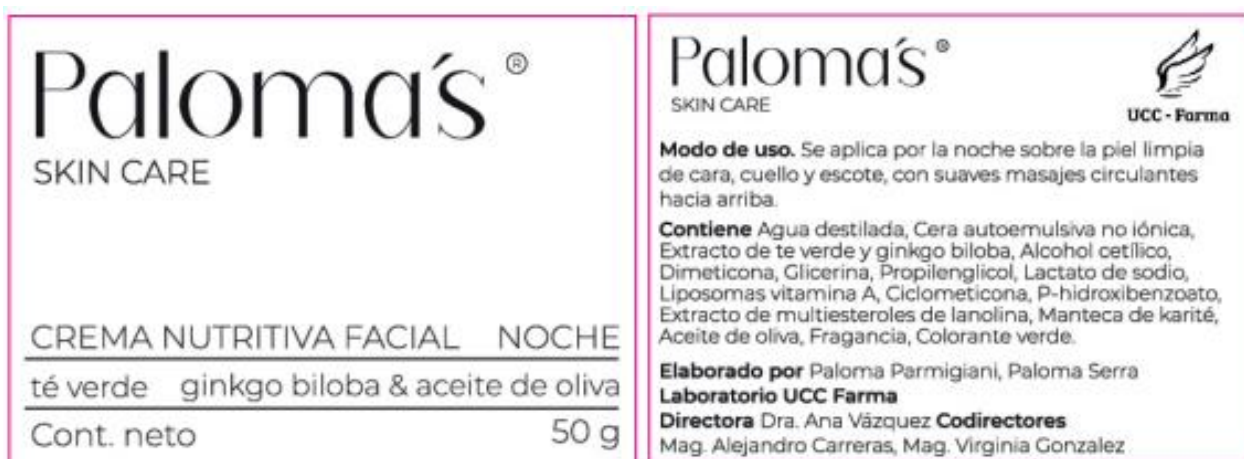 Paloma´s ®
SKIN CARE
CREMA NUTRITIVA FACIAL NOCHE
té verde ginkgo biloba & aceite de oliva
Cont. neto 50 g
Paloma´s ®
SKIN CARE
UCC - Farma
Modo de uso. Se aplica por la noche sobre la piel limpia
de cara, cuello y escote, con suaves masajes circulantes
hacia arriba.
Contiene Agua destilada, Cera autoemulsiva no iónica,
Extracto de te verde y ginkgo biloba, Alcohol cetílico,
Dimeticona, Glicerina, Propilenglicol, Lactato de sodio,
Liposomas vitamina A, Ciclometicona, P-hidroxibenzoato,
Extracto de multiesteroles de lanolina, Manteca de karité,
Aceite de oliva, Fragancia, Colorante verde.
Elaborado por Paloma Parmigiani, Paloma Serra
Laboratorio UCC Farma
Directora Dra. Ana Vázquez Codirectores
Mag. Alejandro Carreras, Mag. Virginia Gonzalez